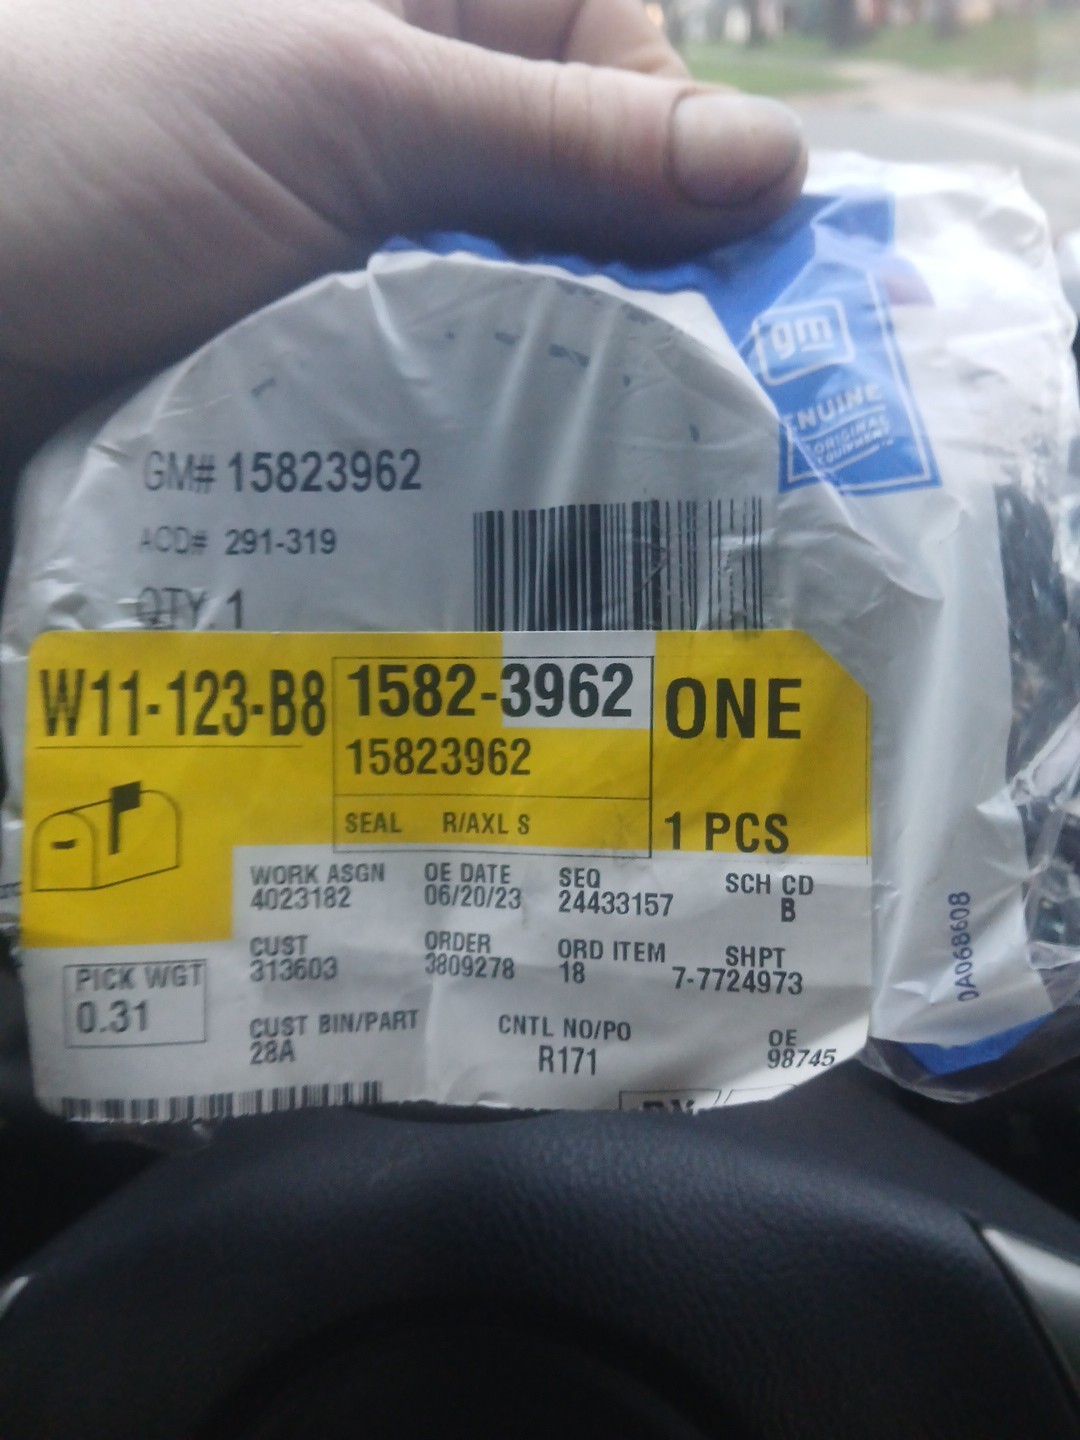 gm
GENUINE
ORIGINAL
EQUIPMENT
GM# 15823962
ACD# 291-319
QTY 1
W11-123-B8
1582-3962
15823962
SEAL R/AXL S
ONE
1 PCS
WORK ASGN OE DATE SEQ SCH CD
4023182 06/20/23 24433157 B
CUST ORDER ORD ITEM SHPT
313603 3809278 18 7-7724973
PICK WGT
0.31
CUST BIN/PART CNTL NO/PO OE
28A R171 98745
0A068608